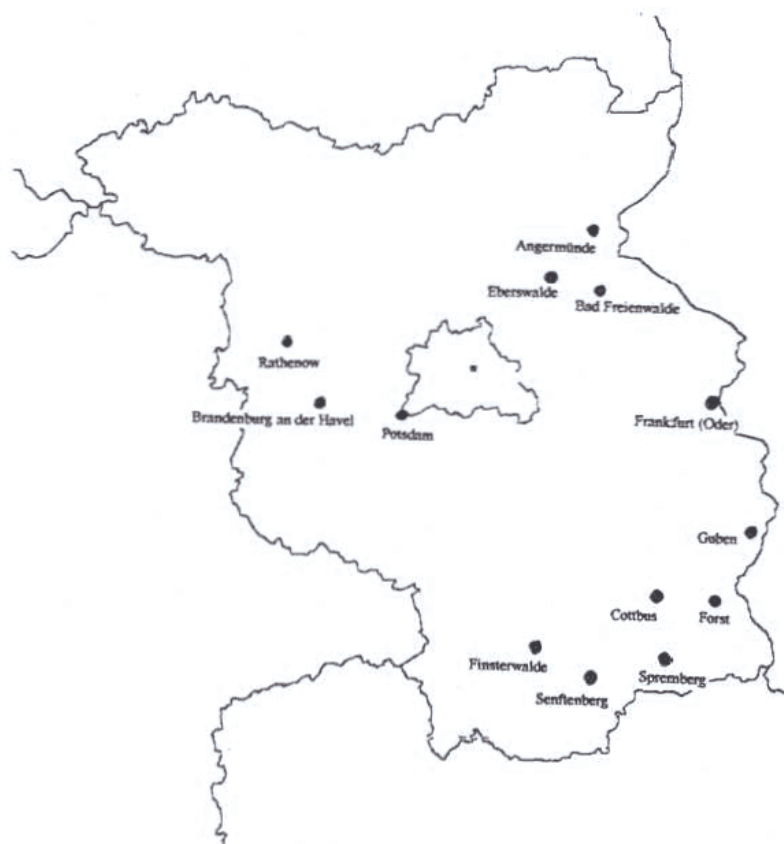 Angermünde
Eberswalde
Bad Freienwalde
Rathenow
Brandenburg an der Havel
Potsdam
Frankfurt (Oder)
Guben
Cottbus
Forst
Finsterwalde
Spremberg
Senftenberg